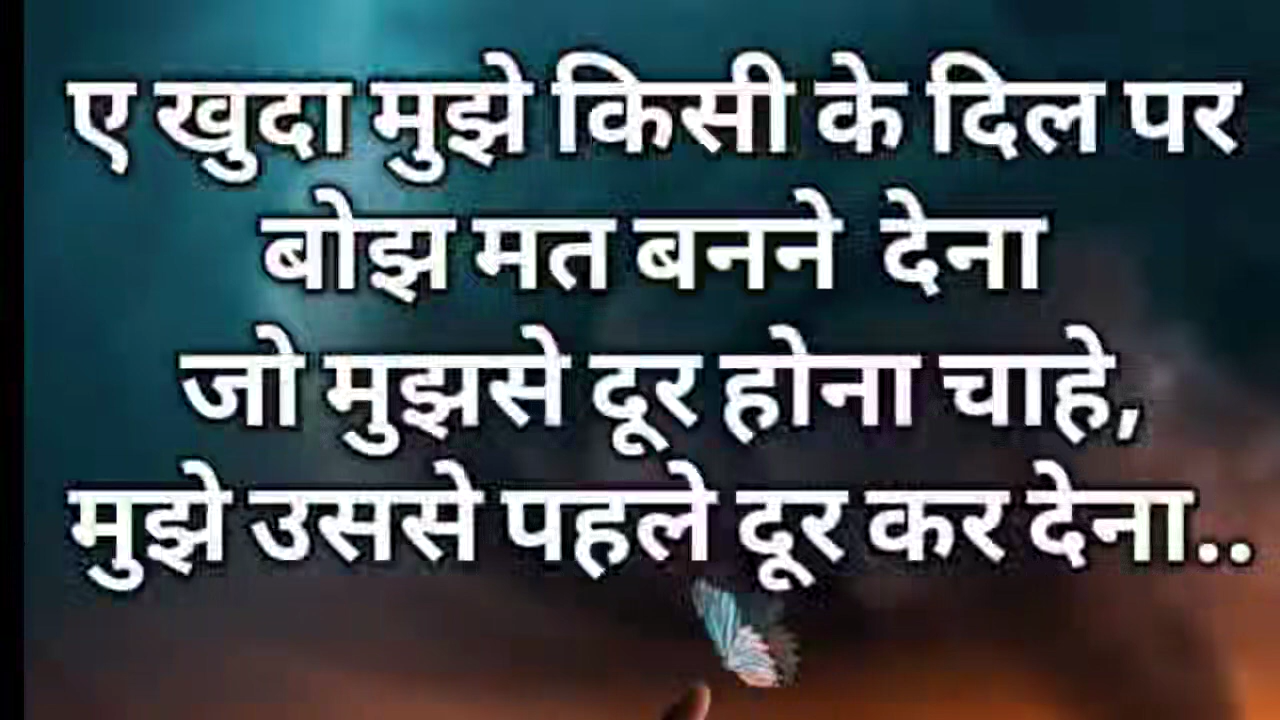 ए खुदा मुझे किसी के दिल पर
बोझ मत बनने देना
जो मुझसे दूर होना चाहे,
मुझे उससे पहले दूर कर देना..